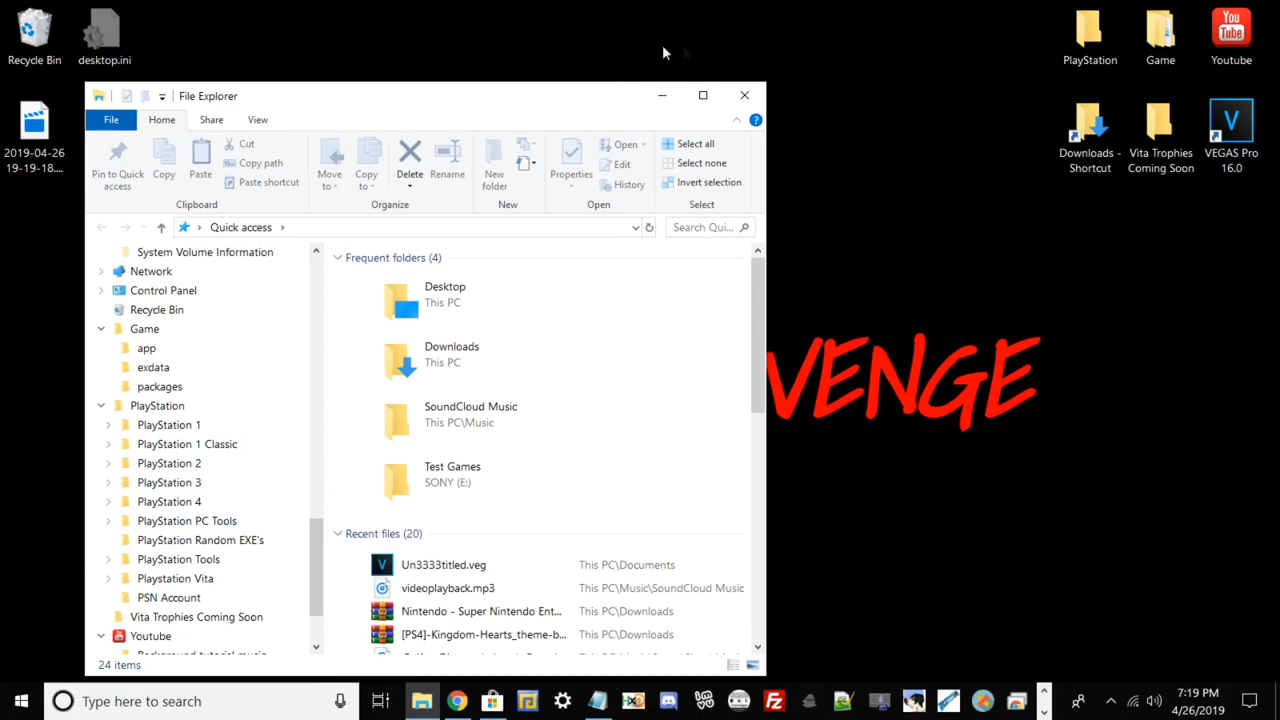 Recycle Bin
desktop.ini
2019-04-26
19-19-18....
PlayStation
Game
You
Tube
Youtube
Downloads -
Shortcut
Vita Trophies
Coming Soon
V
VEGAS Pro
16.0
File Explorer
File
Home
Share
View
Pin to Quick
access
Copy
Paste
Cut
Copy path
Paste shortcut
Clipboard
Move
to
Copy
to
Delete
Rename
Organize
New
folder
New
Properties
Open
Edit
History
Open
Select all
Select none
Invert selection
Select
Quick access
Search Qui...
System Volume Information
Network
Control Panel
Recycle Bin
Game
app
exdata
packages
PlayStation
PlayStation 1
PlayStation 1 Classic
PlayStation 2
PlayStation 3
PlayStation 4
PlayStation PC Tools
PlayStation Random EXE's
PlayStation Tools
Playstation Vita
PSN Account
Vita Trophies Coming Soon
Youtube
Background tutorial music
Frequent folders (4)
Desktop
This PC
Downloads
This PC
SoundCloud Music
This PC\Music
Test Games
SONY (E:)
Recent files (20)
V Un3333titled.veg This PC\Documents
videoplayback.mp3 This PC\Music\SoundCloud Music
Nintendo - Super Nintendo Ent... This PC\Downloads
[PS4]-Kingdom-Hearts_theme-b... This PC\Downloads
24 items
VENGE
Type here to search
7:19 PM
4/26/2019